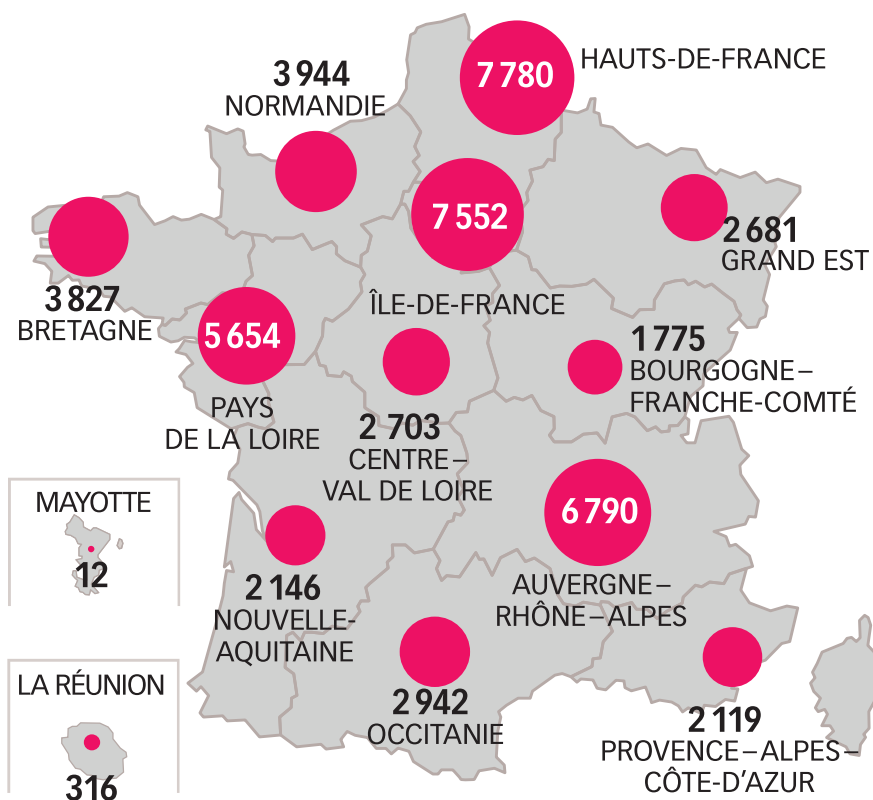 7 780
HAUTS-DE-FRANCE
3 944
NORMANDIE
7 552
ÎLE-DE-FRANCE
2 681
GRAND EST
3 827
BRETAGNE
5 654
PAYS
DE LA LOIRE
2 703
CENTRE–
VAL DE LOIRE
1 775
BOURGOGNE–
FRANCHE-COMTÉ
MAYOTTE
12
6 790
AUVERGNE–
RHÔNE–ALPES
2 146
NOUVELLE-
AQUITAINE
LA RÉUNION
316
2 942
OCCITANIE
2 119
PROVENCE–ALPES–
CÔTE-D'AZUR